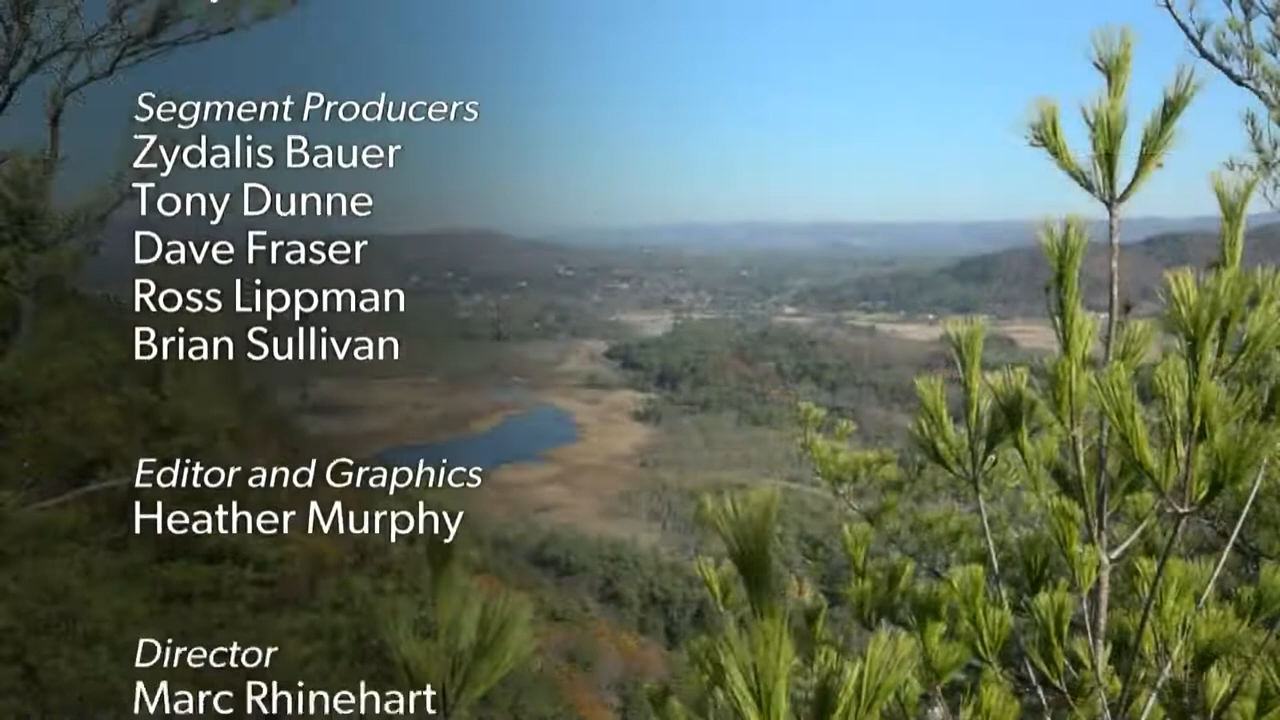 Segment Producers
Zydalis Bauer
Tony Dunne
Dave Fraser
Ross Lippman
Brian Sullivan
Editor and Graphics
Heather Murphy
Director
Marc Rhinehart